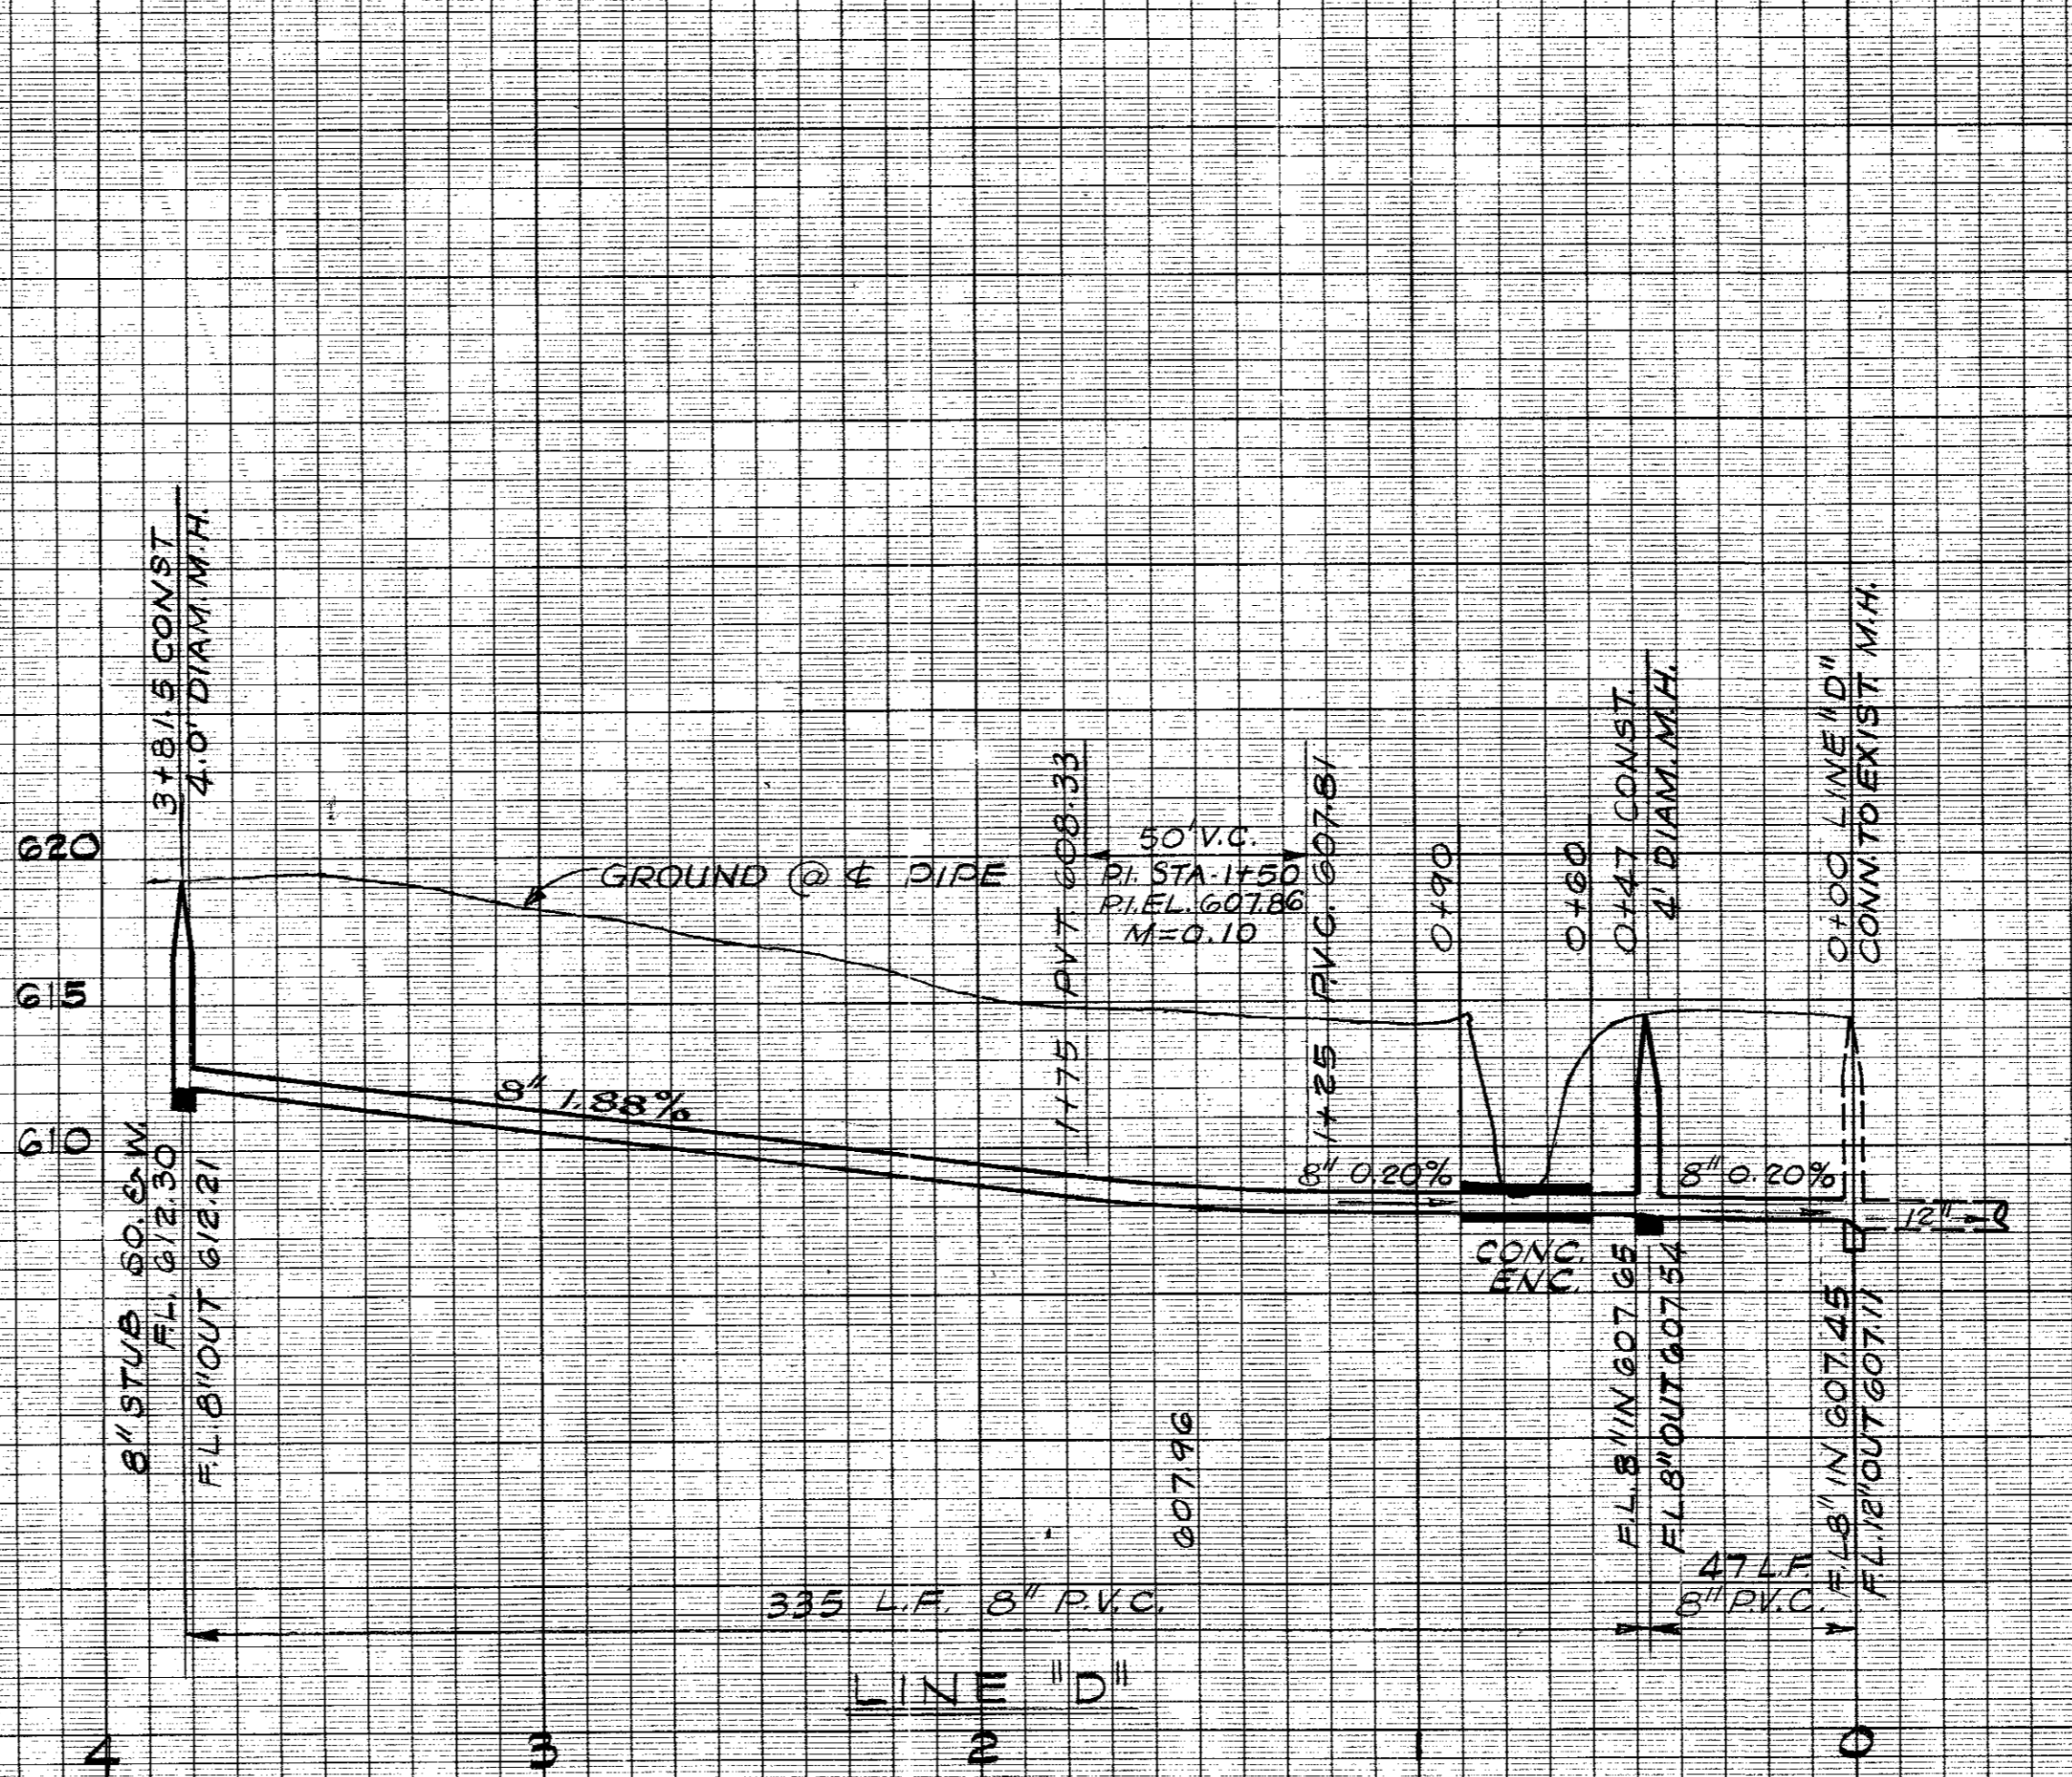 3+81.5 CONST
4.0' DIAM. M.H.
620
615
610
GROUND @ ℄ PIPE
1+75 P.V.T. 608.33
50' V.C.
P.I. STA-1+50
P.I. EL. 607.86
M=0.10
1+25 P.V.C. 607.81
0+90
0+60
0+47 CONST.
4' DIAM. M.H.
0+00 LINE "D"
CONN. TO EXIST. M.H.
8" 1.88%
8" 0.20%
8" 0.20%
12"
CONC.
ENC.
8" STUB SO. & W.
F.L. 612.30
F.L. 8" OUT 612.21
607.96
F.L. 8" IN 607.65
F.L. 8" OUT 607.54
F.L. 8" IN 607.45
F.L. 12" OUT 607.11
335 L.F. 8" P.V.C.
47 L.F.
8" P.V.C.
LINE "D"
4 3 2 1 0